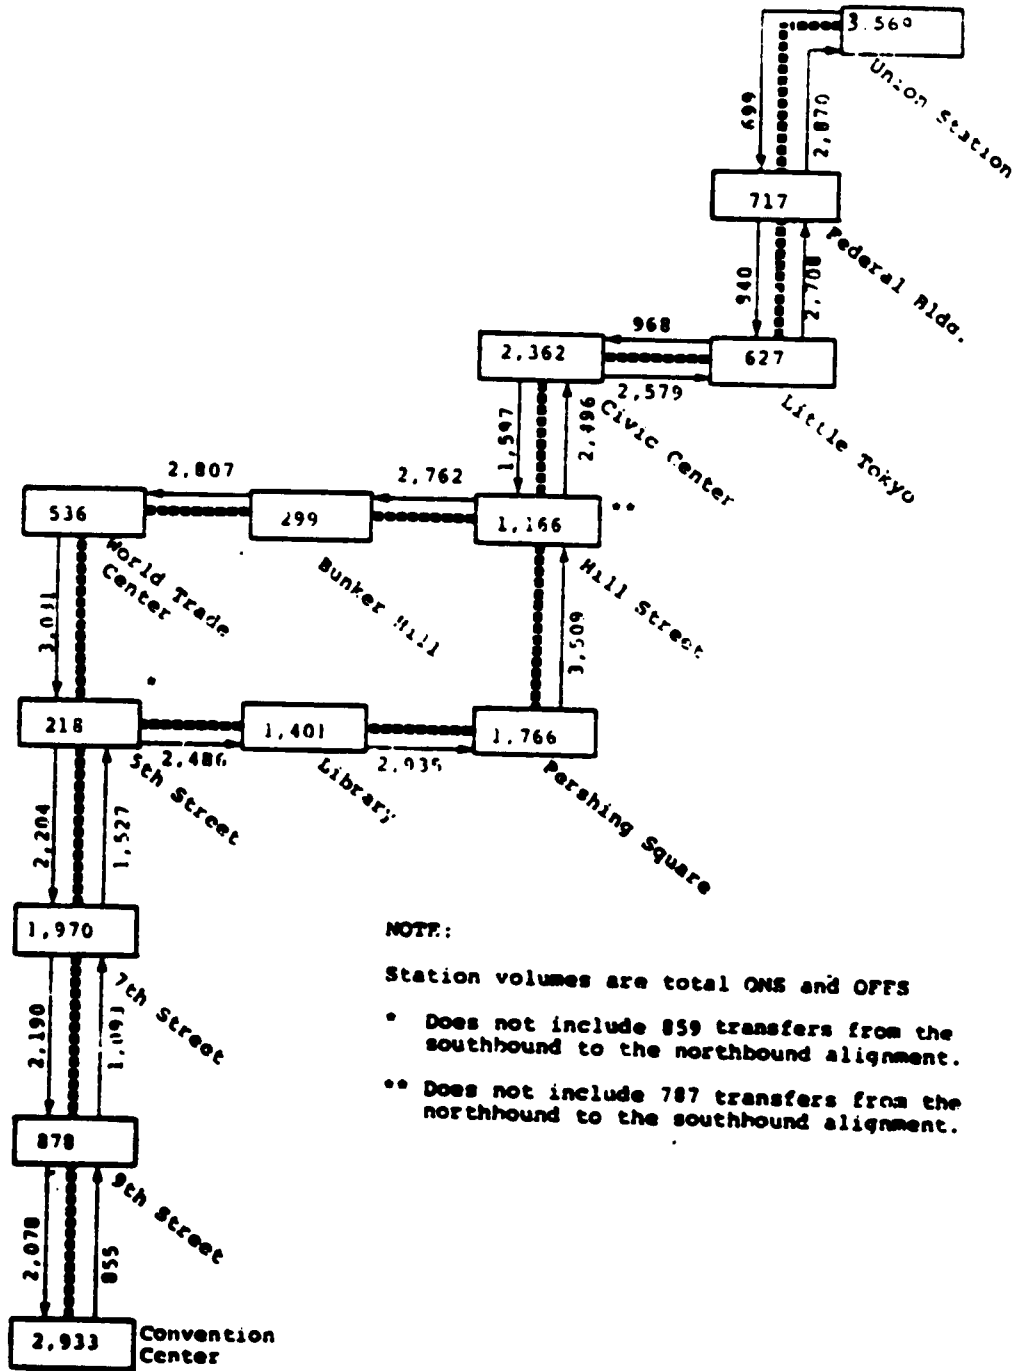 3,569
Union Station
699
2,870
717
Federal Bldg.
940
2,708
968
2,362
627
2,579
Civic Center
Little Tokyo
1,597
2,496
2,807
2,762
536
299
1,166
**
World Trade
Center
Bunker Hill
Hill Street
3,509
*
218
1,401
1,766
2,486
5th Street
Library
Pershing Square
2,204
1,527
1,970
7th Street
2,190
1,093
878
9th Street
2,078
855
2,933
Convention
Center
NOTE:
Station volumes are total ONS and OFFS
* Does not include 859 transfers from the
southbound to the northbound alignment.
** Does not include 787 transfers from the
northbound to the southbound alignment.